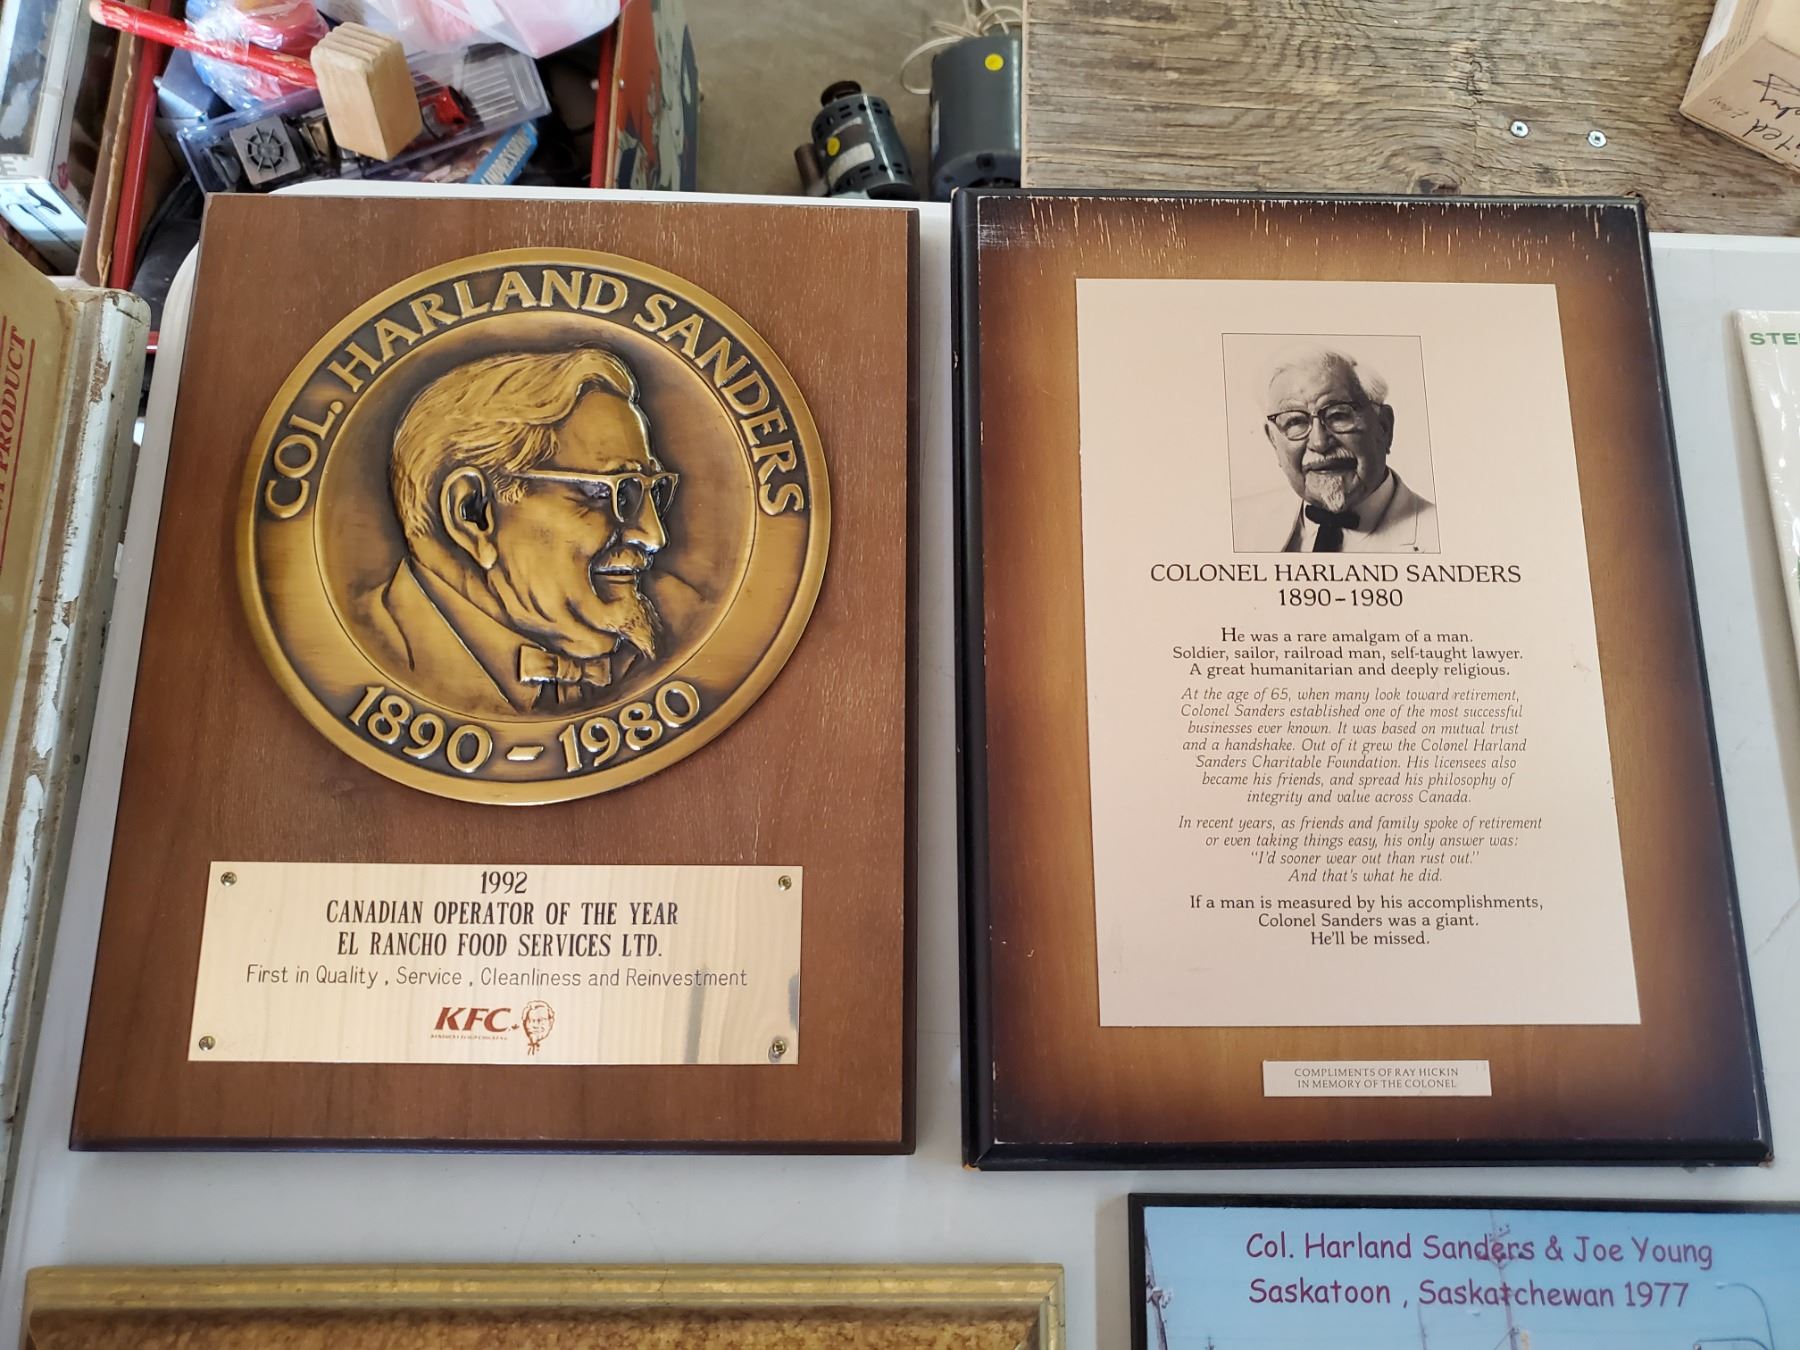 COL. HARLAND SANDERS
1890 - 1980
1992
CANADIAN OPERATOR OF THE YEAR
EL RANCHO FOOD SERVICES LTD.
First in Quality , Service , Cleanliness and Reinvestment
KFC
COLONEL HARLAND SANDERS
1890-1980
He was a rare amalgam of a man.
Soldier, sailor, railroad man, self-taught lawyer.
A great humanitarian and deeply religious.
At the age of 65, when many look toward retirement,
Colonel Sanders established one of the most successful
businesses ever known. It was based on mutual trust
and a handshake. Out of it grew the Colonel Harland
Sanders Charitable Foundation. His licensees also
became his friends, and spread his philosophy of
integrity and value across Canada.
In recent years, as friends and family spoke of retirement
or even taking things easy, his only answer was:
"I'd sooner wear out than rust out."
And that's what he did.
If a man is measured by his accomplishments,
Colonel Sanders was a giant.
He'll be missed.
COMPLIMENTS OF RAY HICKIN
IN MEMORY OF THE COLONEL
Col. Harland Sanders & Joe Young
Saskatoon , Saskatchewan 1977
PRODUCT
STE